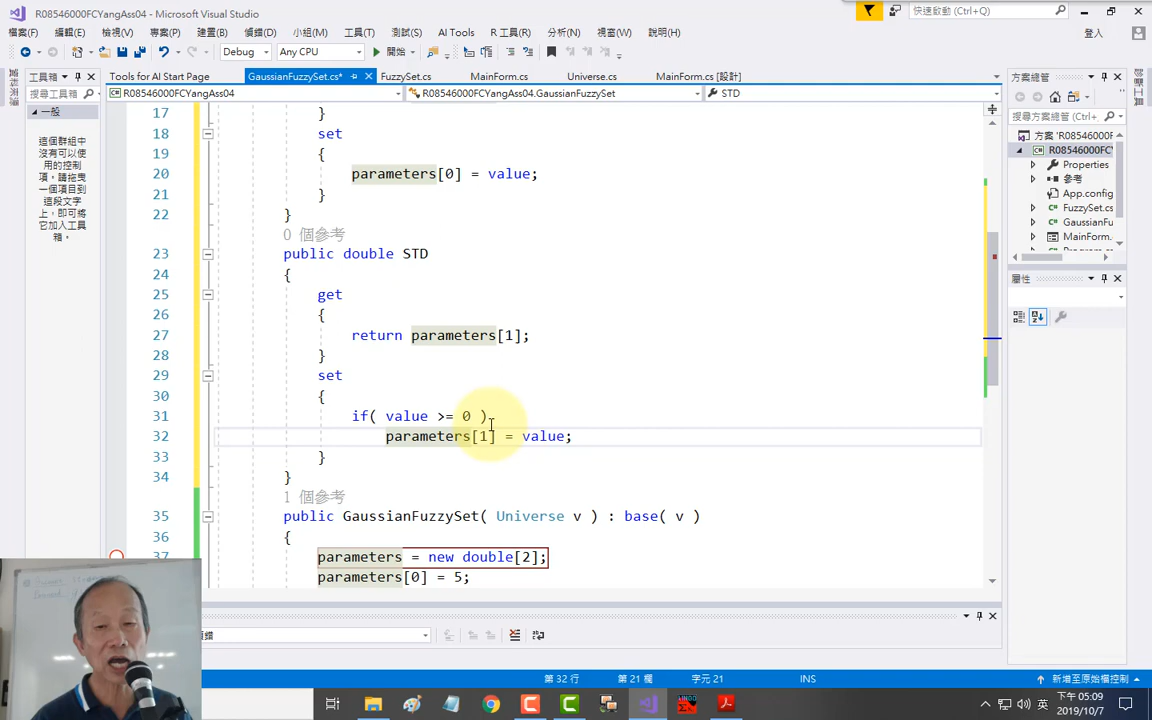 R08546000FCYangAss04 - Microsoft Visual Studio
快速啟動 (Ctrl+Q)
檔案(F) 編輯(E) 檢視(V) 專案(P) 建置(B) 偵錯(D) 小組(M) 工具(T) 測試(S) AI Tools R 工具(R) 分析(N) 視窗(W) 說明(H)
登入
Debug Any CPU 開始
工具箱 Tools for AI Start Page GaussianFuzzySet.cs* FuzzySet.cs MainForm.cs Universe.cs MainForm.cs [設計]
方案總管
搜尋工具箱
R08546000FCYangAss04 R08546000FCYangAss04.GaussianFuzzySet STD
一般
這個群組中
沒有可以使
用的控制
項，請拖曳
一個項目到
這段文字
上，即可將
它加入工具
箱。
17 }
18 set
19 {
20 parameters[0] = value;
21 }
22 }
0 個參考
23 public double STD
24 {
25 get
26 {
27 return parameters[1];
28 }
29 set
30 {
31 if( value >= 0 )
32 parameters[1] = value;
33 }
34 }
1 個參考
35 public GaussianFuzzySet( Universe v ) : base( v )
36 {
37 parameters = new double[2];
parameters[0] = 5;
搜尋方案總管 (Ctrl+
方案 'R08546000F
R08546000FCY
Properties
參考
App.config
FuzzySet.cs
GaussianFu
MainForm.
屬性
第 32 行 第 21 欄 字元 21 INS 新增至原始檔控制
英
下午 05:09
2019/10/7